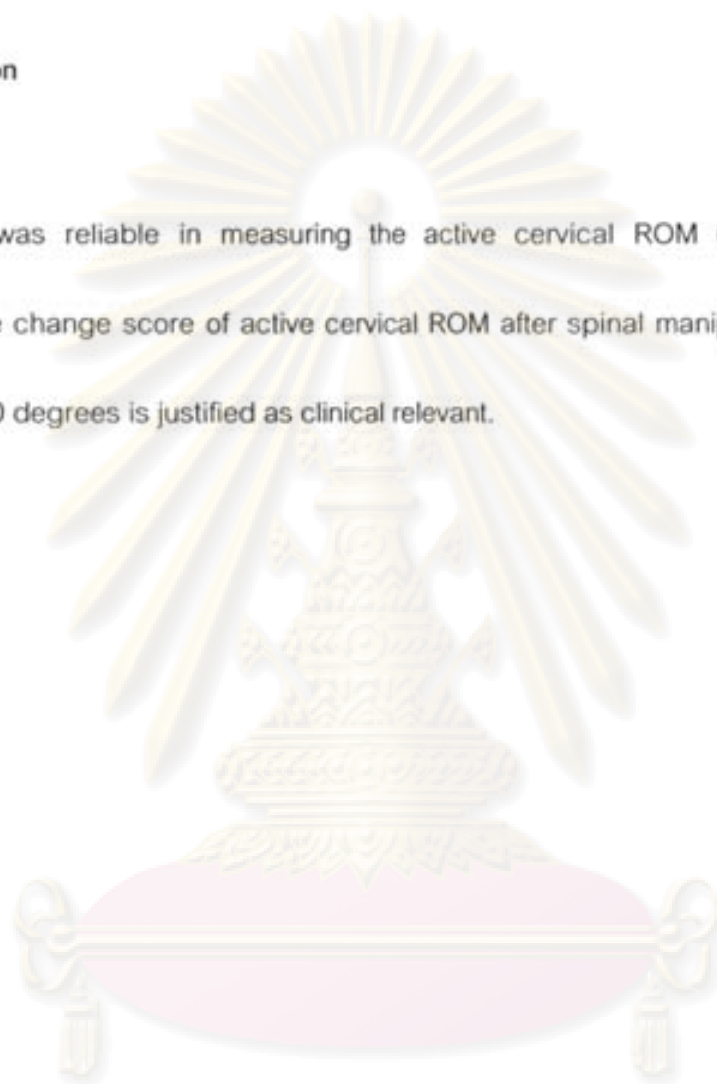 on
was reliable in measuring the active cervical ROM
change score of active cervical ROM after spinal
0 degrees is justified as clinical relevant.